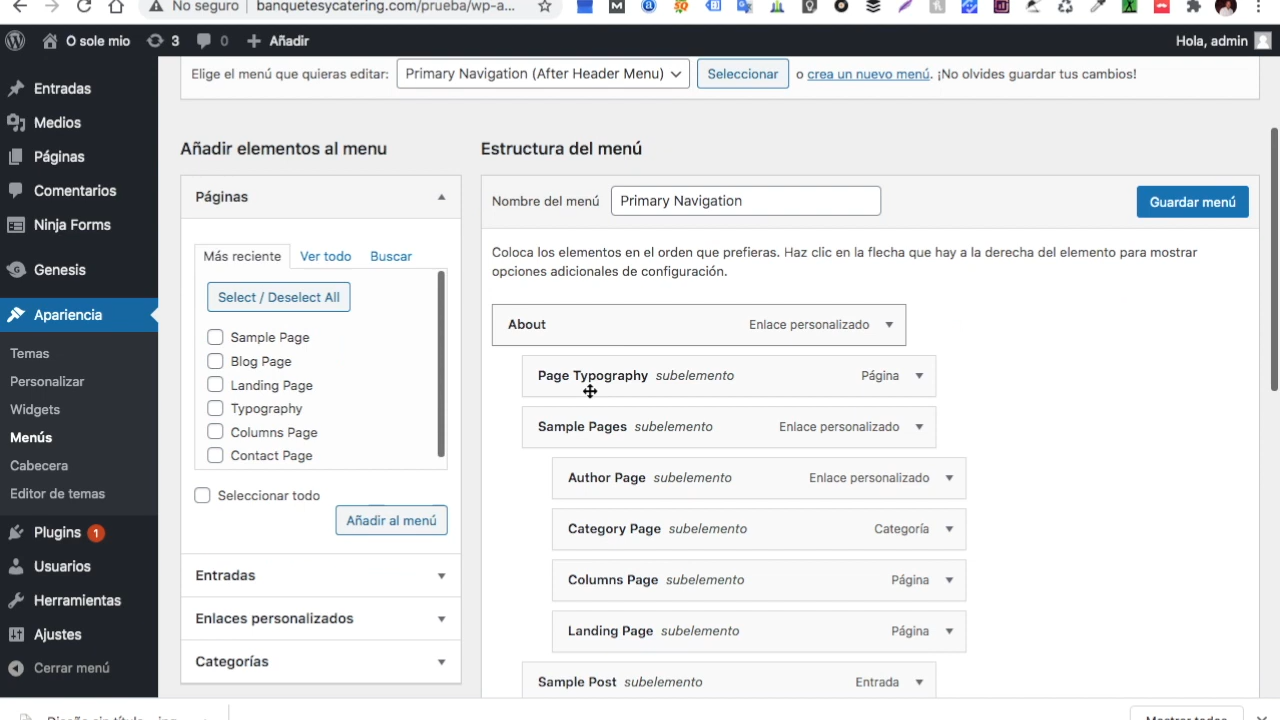 No seguro
banquetesycatering.com/prueba/wp-a...
O sole mio
3
0
Añadir
Hola, admin
Entradas
Medios
Páginas
Comentarios
Ninja Forms
Genesis
Apariencia
Temas
Personalizar
Widgets
Menús
Cabecera
Editor de temas
Plugins 1
Usuarios
Herramientas
Ajustes
Cerrar menú
Elige el menú que quieras editar: Primary Navigation (After Header Menu) Seleccionar o crea un nuevo menú. ¡No olvides guardar tus cambios!
Añadir elementos al menu
Páginas
Más reciente Ver todo Buscar
Select / Deselect All
Sample Page
Blog Page
Landing Page
Typography
Columns Page
Contact Page
Seleccionar todo
Añadir al menú
Entradas
Enlaces personalizados
Categorías
Estructura del menú
Nombre del menú Primary Navigation Guardar menú
Coloca los elementos en el orden que prefieras. Haz clic en la flecha que hay a la derecha del elemento para mostrar
opciones adicionales de configuración.
About Enlace personalizado
Page Typography subelemento Página
Sample Pages subelemento Enlace personalizado
Author Page subelemento Enlace personalizado
Category Page subelemento Categoría
Columns Page subelemento Página
Landing Page subelemento Página
Sample Post subelemento Entrada
Mostrar todos